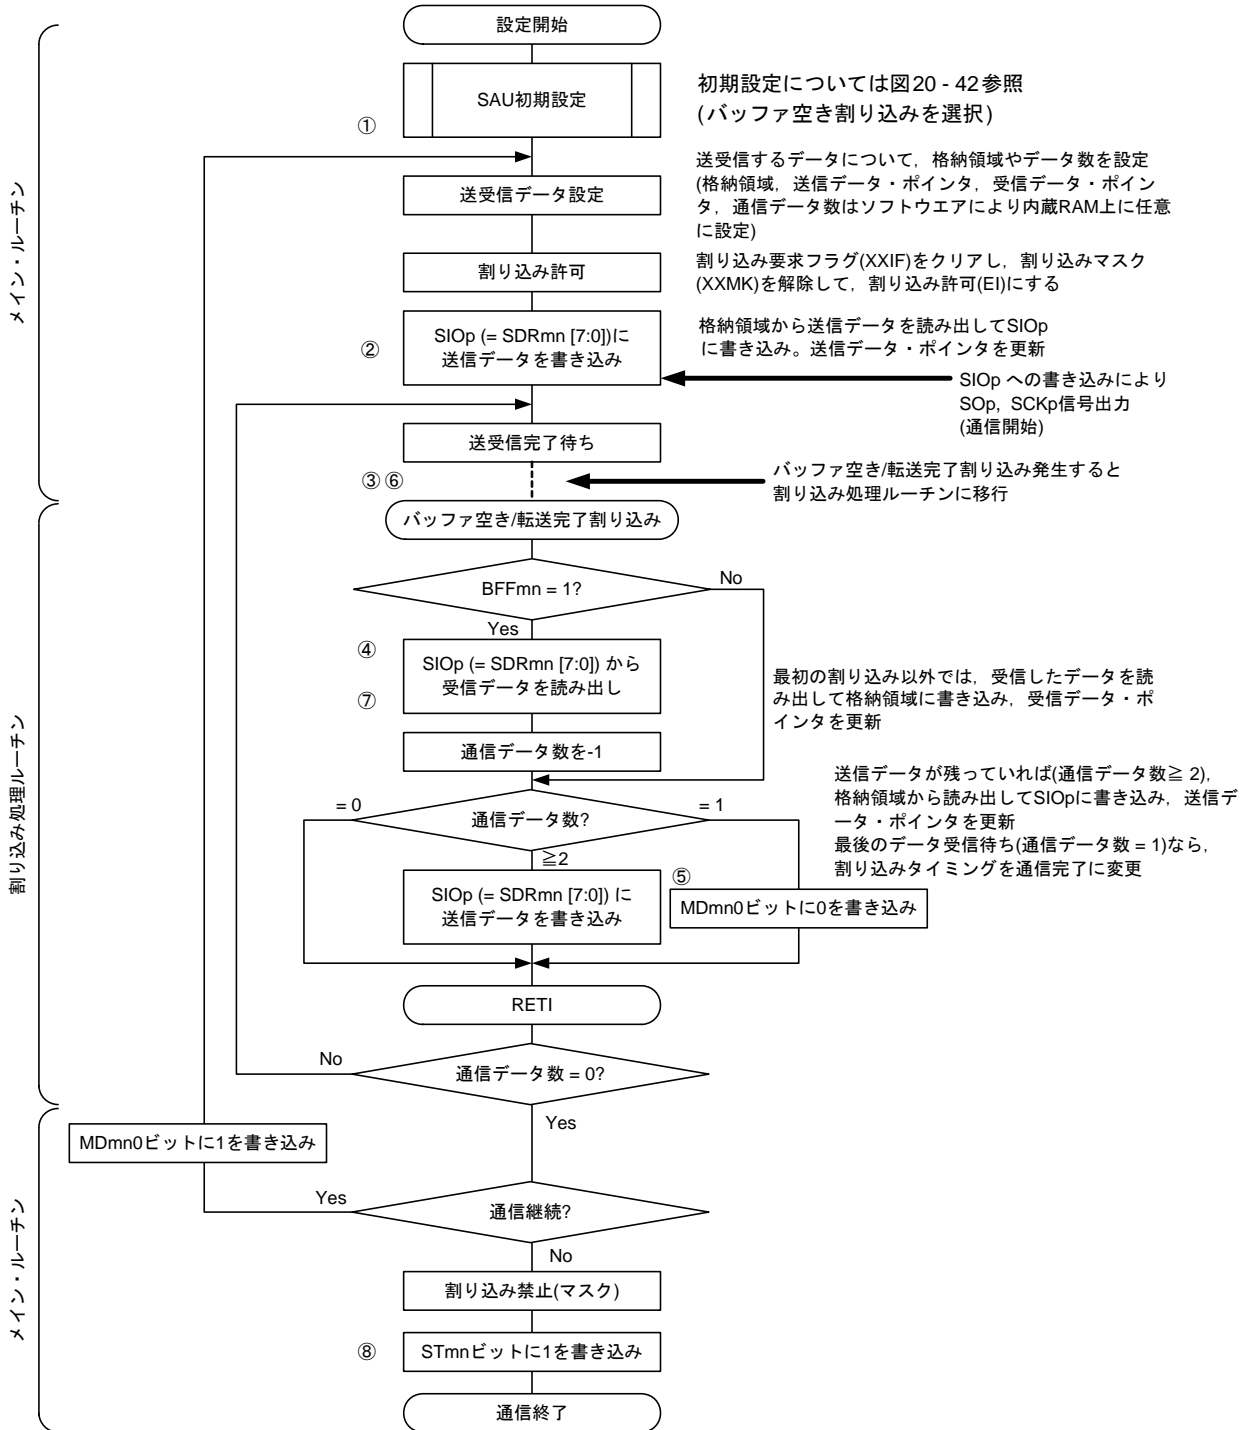 設定開始
SAU初期設定
初期設定については図20 - 42参照
(バッファ空き割り込みを選択)
①
送受信データ設定
送受信するデータについて，格納領域やデータ数を設定
(格納領域，送信データ・ポインタ，受信データ・ポイン
タ，通信データ数はソフトウエアにより内蔵RAM上に任意
に設定)
メイン・ルーチン
割り込み許可
割り込み要求フラグ(XXIF)をクリアし，割り込みマスク
(XXMK)を解除して，割り込み許可(EI)にする
②
SIOp (= SDRmn [7:0])に
送信データを書き込み
格納領域から送信データを読み出してSIOp
に書き込み。送信データ・ポインタを更新
SIOp への書き込みにより
SOp, SCKp信号出力
(通信開始)
送受信完了待ち
③⑥
バッファ空き/転送完了割り込み発生すると
割り込み処理ルーチンに移行
バッファ空き/転送完了割り込み
BFFmn = 1?
No
Yes
④
SIOp (= SDRmn [7:0]) から
受信データを読み出し
⑦
最初の割り込み以外では，受信したデータを読
み出して格納領域に書き込み，受信データ・ポ
インタを更新
通信データ数を-1
割り込み処理ルーチン
= 0
通信データ数?
= 1
≧2
送信データが残っていれば(通信データ数≧ 2),
格納領域から読み出してSIOpに書き込み，送信デ
ータ・ポインタを更新
最後のデータ受信待ち(通信データ数 = 1)なら，
割り込みタイミングを通信完了に変更
SIOp (= SDRmn [7:0]) に
送信データを書き込み
⑤
MDmn0ビットに0を書き込み
RETI
No
通信データ数 = 0?
Yes
MDmn0ビットに1を書き込み
Yes
通信継続?
No
メイン・ルーチン
割り込み禁止(マスク)
⑧
STmnビットに1を書き込み
通信終了